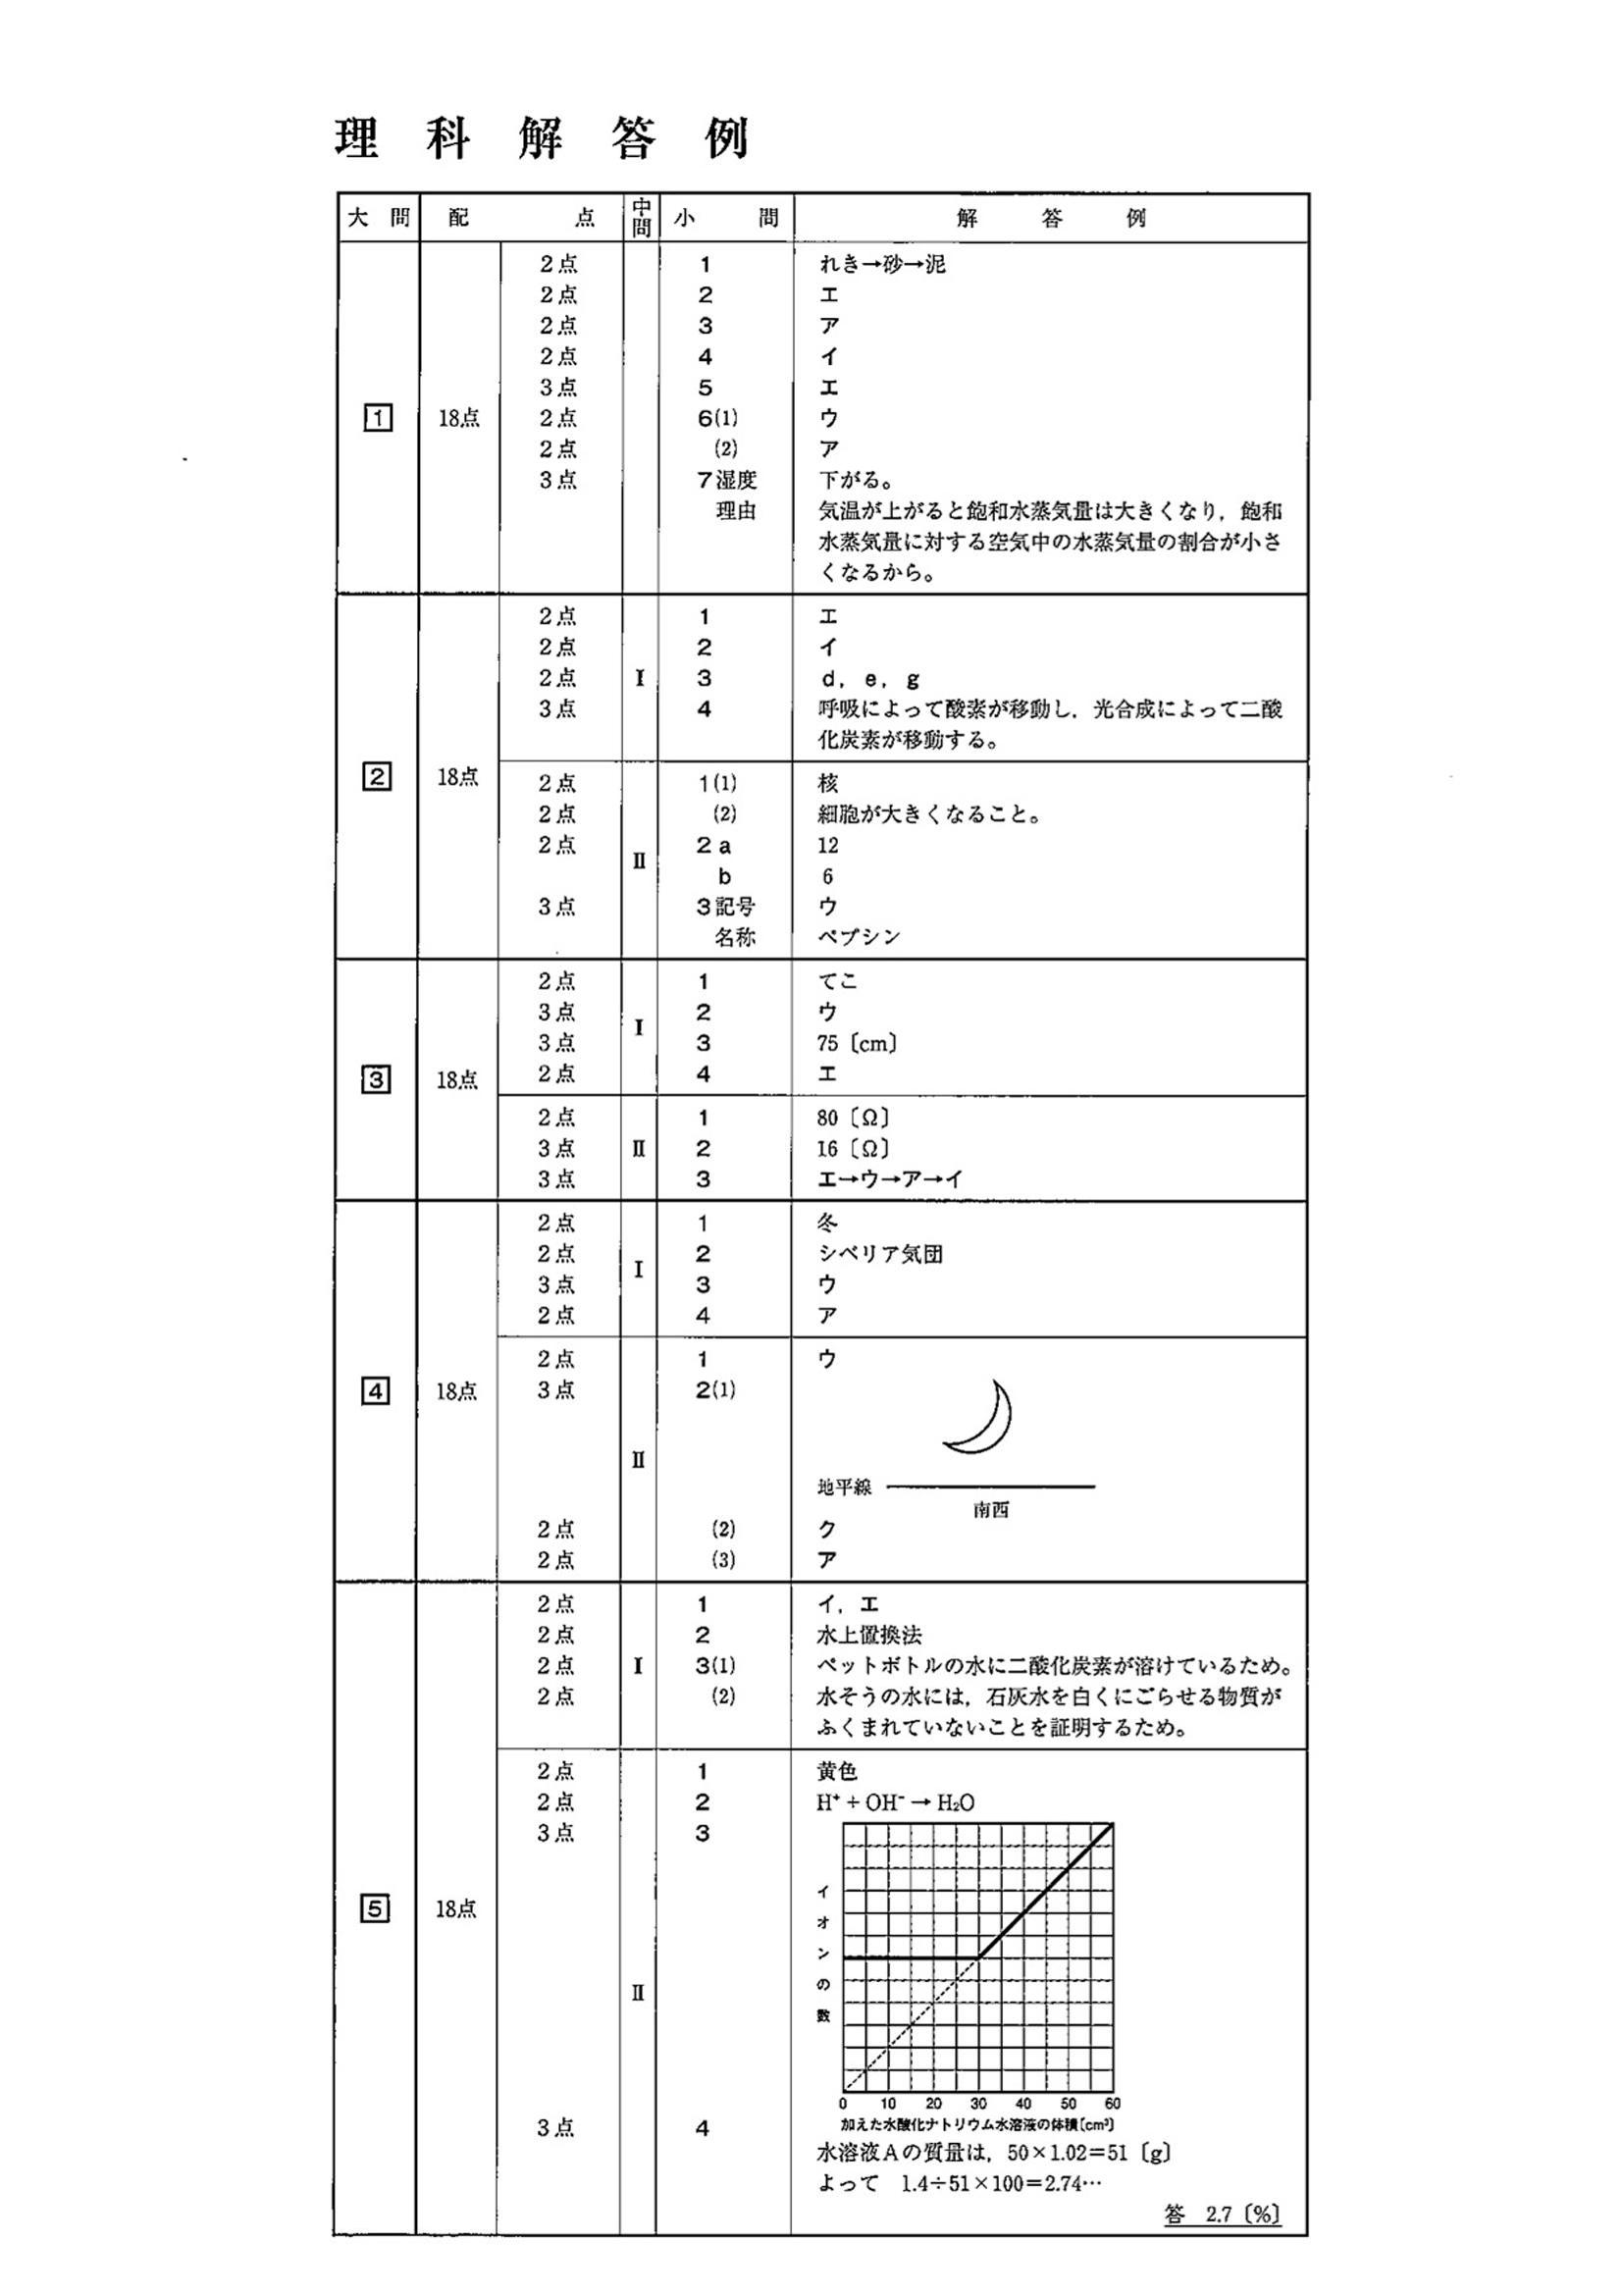 理科解答例
大問 配点 中問 小問 解答例
1 18点
2点 1 れき→砂→泥
2点 2 エ
2点 3 ア
2点 4 イ
3点 5 エ
2点 6(1) ウ
2点 (2) ア
3点 7湿度 下がる。
理由 気温が上がると飽和水蒸気量は大きくなり，飽和
水蒸気量に対する空気中の水蒸気量の割合が小さ
くなるから。
2 18点
I
2点 1 エ
2点 2 イ
2点 3 d，e，g
3点 4 呼吸によって酸素が移動し，光合成によって二酸
化炭素が移動する。
II
2点 1(1) 核
2点 (2) 細胞が大きくなること。
2点 2 a 12
b 6
3点 3記号 ウ
名称 ペプシン
3 18点
I
2点 1 てこ
3点 2 ウ
3点 3 75〔cm〕
2点 4 エ
II
2点 1 80〔Ω〕
3点 2 16〔Ω〕
3点 3 エ→ウ→ア→イ
4 18点
I
2点 1 冬
2点 2 シベリア気団
3点 3 ウ
2点 4 ア
II
2点 1 ウ
3点 2(1)
地平線
南西
2点 (2) ク
2点 (3) ア
5 18点
I
2点 1 イ，エ
2点 2 水上置換法
2点 3(1) ペットボトルの水に二酸化炭素が溶けているため。
2点 (2) 水そうの水には，石灰水を白くにごらせる物質が
ふくまれていないことを証明するため。
II
2点 1 黄色
2点 2 H⁺＋OH⁻→H₂O
3点 3
イオンの数
0 10 20 30 40 50 60
加えた水酸化ナトリウム水溶液の体積〔cm³〕
3点 4 水溶液Aの質量は，50×1.02＝51〔g〕
よって 1.4÷51×100＝2.74…
答 2.7〔%〕